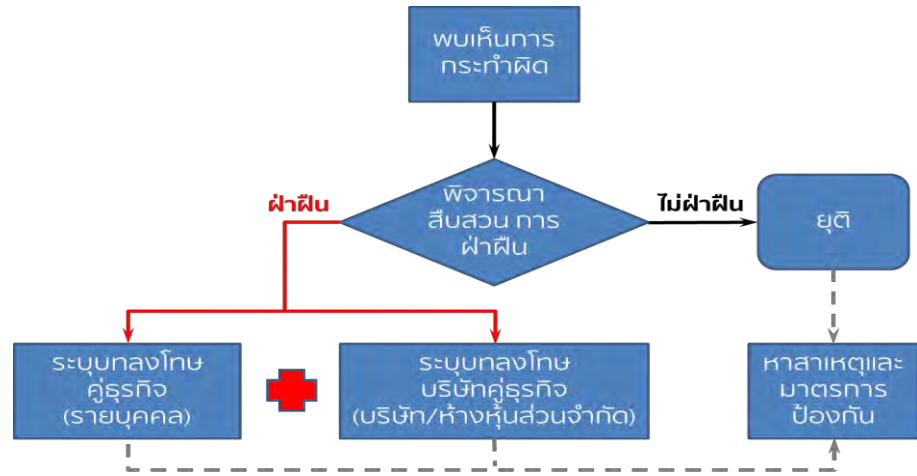 พบเห็นการ
กระทำผิด
พิจารณา
สืบสวน การ
ฝ่าฝืน
ฝ่าฝืน
ไม่ฝ่าฝืน
ยุติ
ระบุบทลงโทษ
คู่ธุรกิจ
(รายบุคคล)
ระบุบทลงโทษ
บริษัทคู่ธุรกิจ
(บริษัท/ห้างหุ้นส่วนจำกัด)
หาสาเหตุและ
มาตรการ
ป้องกัน